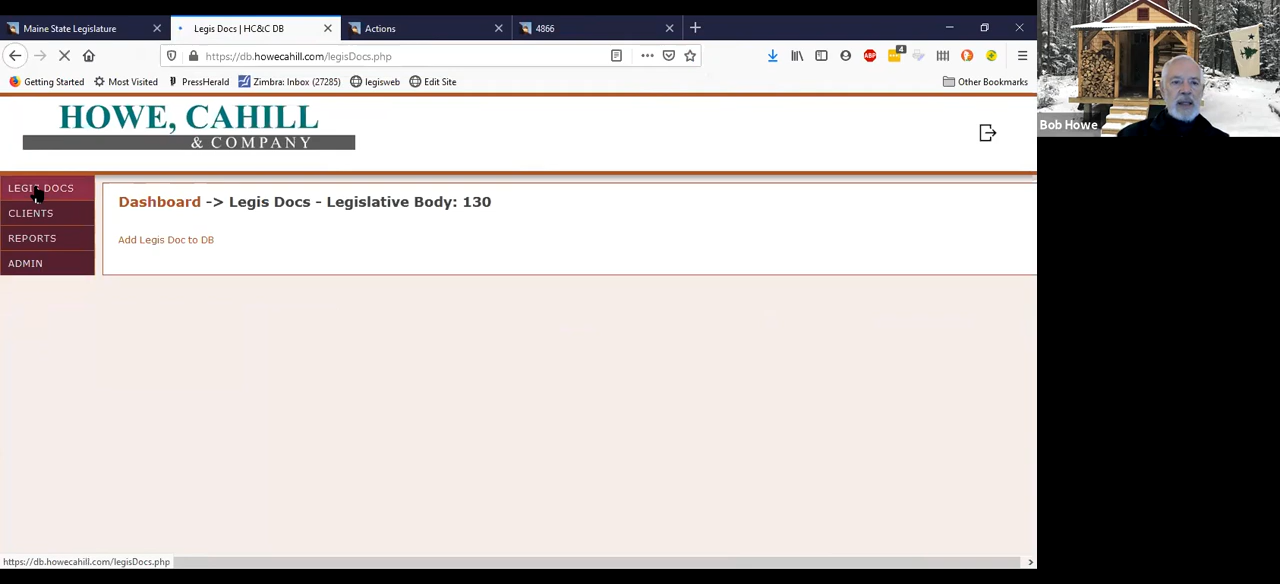 Maine State Legislature
Legis Docs | HC&C DB
Actions
4866
https://db.howecahill.com/legisDocs.php
4
ABP
Getting Started
Most Visited
PressHerald
Zimbra: Inbox (27285)
legisweb
Edit Site
Other Bookmarks
HOWE, CAHILL
& COMPANY
Bob Howe
LEGIS DOCS
CLIENTS
REPORTS
ADMIN
Dashboard -> Legis Docs - Legislative Body: 130
Add Legis Doc to DB
https://db.howecahill.com/legisDocs.php